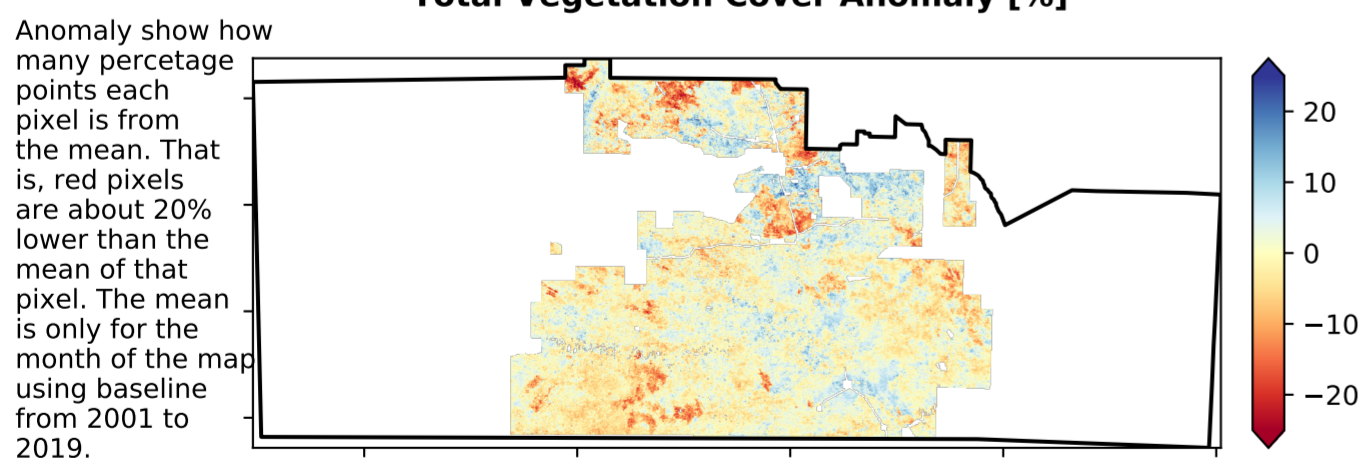 Total Vegetation Cover Anomaly [%]
Anomaly show how
many percetage
points each
pixel is from
the mean. That
is, red pixels
are about 20%
lower than the
mean of that
pixel. The mean
is only for the
month of the map
using baseline
from 2001 to
2019.
20
10
0
−10
−20